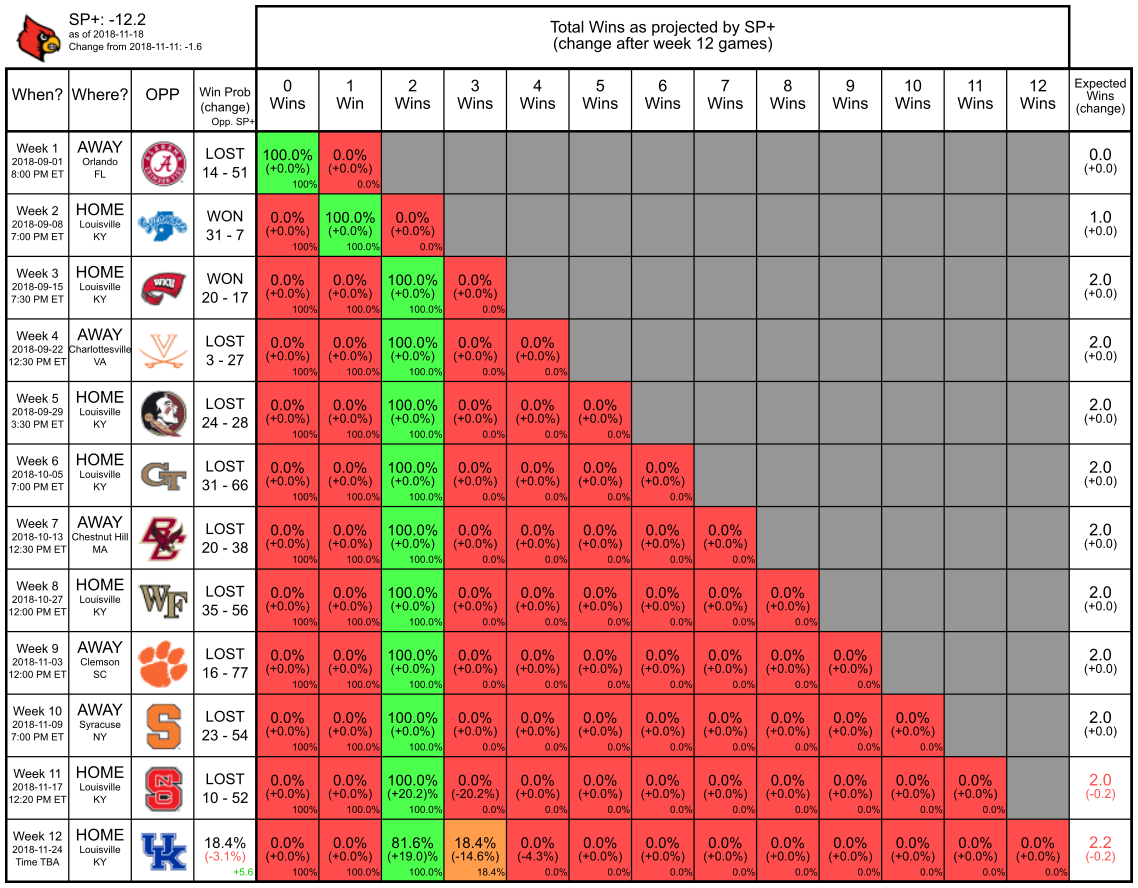 SP+: -12.2
as of 2018-11-18
Change from 2018-11-11: -1.6
Total Wins as projected by SP+
(change after week 12 games)
When? Where? OPP Win Prob 0 1 2 3 4 5 6 7 8 9 10 11 12 Expected
(change) Wins Win Wins Wins Wins Wins Wins Wins Wins Wins Wins Wins Wins Wins
Opp. SP+ (change)
Week 1 AWAY LOST 100.0% 0.0% 0.0
2018-09-01 Orlando A (+0.0%) (+0.0%) (+0.0)
8:00 PM ET FL 14 - 51 100% 0.0%
Week 2 HOME WON 0.0% 100.0% 0.0% 1.0
2018-09-08 Louisville (+0.0%) (+0.0%) (+0.0%) (+0.0)
7:00 PM ET KY 31 - 7 100% 100.0% 0.0%
Week 3 HOME WON 0.0% 0.0% 100.0% 0.0% 2.0
2018-09-15 Louisville WKU (+0.0%) (+0.0%) (+0.0%) (+0.0%) (+0.0)
7:30 PM ET KY 20 - 17 100% 100.0% 100.0% 0.0%
Week 4 AWAY LOST 0.0% 0.0% 100.0% 0.0% 0.0% 2.0
2018-09-22 Charlottesville V (+0.0%) (+0.0%) (+0.0%) (+0.0%) (+0.0%) (+0.0)
12:30 PM ET VA 3 - 27 100% 100.0% 100.0% 0.0% 0.0%
Week 5 HOME LOST 0.0% 0.0% 100.0% 0.0% 0.0% 0.0% 2.0
2018-09-29 Louisville (+0.0%) (+0.0%) (+0.0%) (+0.0%) (+0.0%) (+0.0%) (+0.0)
3:30 PM ET KY 24 - 28 100% 100.0% 100.0% 0.0% 0.0% 0.0%
Week 6 HOME LOST 0.0% 0.0% 100.0% 0.0% 0.0% 0.0% 0.0% 2.0
2018-10-05 Louisville GT (+0.0%) (+0.0%) (+0.0%) (+0.0%) (+0.0%) (+0.0%) (+0.0%) (+0.0)
7:00 PM ET KY 31 - 66 100% 100.0% 100.0% 0.0% 0.0% 0.0% 0.0%
Week 7 AWAY LOST 0.0% 0.0% 100.0% 0.0% 0.0% 0.0% 0.0% 0.0% 2.0
2018-10-13 Chestnut Hill BC (+0.0%) (+0.0%) (+0.0%) (+0.0%) (+0.0%) (+0.0%) (+0.0%) (+0.0%) (+0.0)
12:30 PM ET MA 20 - 38 100% 100.0% 100.0% 0.0% 0.0% 0.0% 0.0% 0.0%
Week 8 HOME LOST 0.0% 0.0% 100.0% 0.0% 0.0% 0.0% 0.0% 0.0% 0.0% 2.0
2018-10-27 Louisville WF (+0.0%) (+0.0%) (+0.0%) (+0.0%) (+0.0%) (+0.0%) (+0.0%) (+0.0%) (+0.0%) (+0.0)
12:00 PM ET KY 35 - 56 100% 100.0% 100.0% 0.0% 0.0% 0.0% 0.0% 0.0% 0.0%
Week 9 AWAY LOST 0.0% 0.0% 100.0% 0.0% 0.0% 0.0% 0.0% 0.0% 0.0% 0.0% 2.0
2018-11-03 Clemson (+0.0%) (+0.0%) (+0.0%) (+0.0%) (+0.0%) (+0.0%) (+0.0%) (+0.0%) (+0.0%) (+0.0%) (+0.0)
12:00 PM ET SC 16 - 77 100% 100.0% 100.0% 0.0% 0.0% 0.0% 0.0% 0.0% 0.0% 0.0%
Week 10 AWAY LOST 0.0% 0.0% 100.0% 0.0% 0.0% 0.0% 0.0% 0.0% 0.0% 0.0% 0.0% 2.0
2018-11-09 Syracuse S (+0.0%) (+0.0%) (+0.0%) (+0.0%) (+0.0%) (+0.0%) (+0.0%) (+0.0%) (+0.0%) (+0.0%) (+0.0%) (+0.0)
7:00 PM ET NY 23 - 54 100% 100.0% 100.0% 0.0% 0.0% 0.0% 0.0% 0.0% 0.0% 0.0% 0.0%
Week 11 HOME LOST 0.0% 0.0% 100.0% 0.0% 0.0% 0.0% 0.0% 0.0% 0.0% 0.0% 0.0% 0.0% 2.0
2018-11-17 Louisville NCS (+0.0%) (+0.0%) (+20.2)% (-20.2%) (+0.0%) (+0.0%) (+0.0%) (+0.0%) (+0.0%) (+0.0%) (+0.0%) (+0.0%) (-0.2)
12:20 PM ET KY 10 - 52 100% 100.0% 100.0% 0.0% 0.0% 0.0% 0.0% 0.0% 0.0% 0.0% 0.0% 0.0%
Week 12 HOME 18.4% 0.0% 0.0% 81.6% 18.4% 0.0% 0.0% 0.0% 0.0% 0.0% 0.0% 0.0% 0.0% 0.0% 2.2
2018-11-24 Louisville UK (-3.1%) (+0.0%) (+0.0%) (+19.0)% (-14.6%) (-4.3%) (+0.0%) (+0.0%) (+0.0%) (+0.0%) (+0.0%) (+0.0%) (+0.0%) (+0.0%) (-0.2)
Time TBA KY +5.6 100% 100.0% 100.0% 18.4% 0.0% 0.0% 0.0% 0.0% 0.0% 0.0% 0.0% 0.0% 0.0%